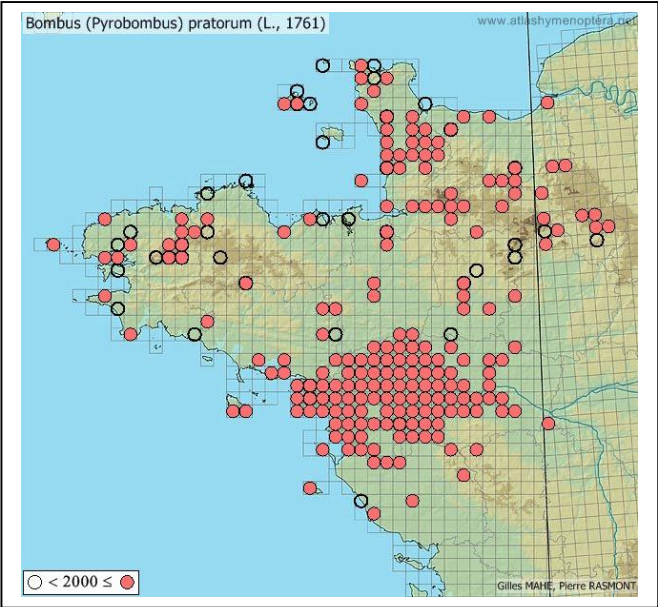 Bombus (Pyrobombus) pratorum (L., 1761)
www.atlashymenoptera.net
< 2000 ≤
Gilles MAHE, Pierre RASMONT